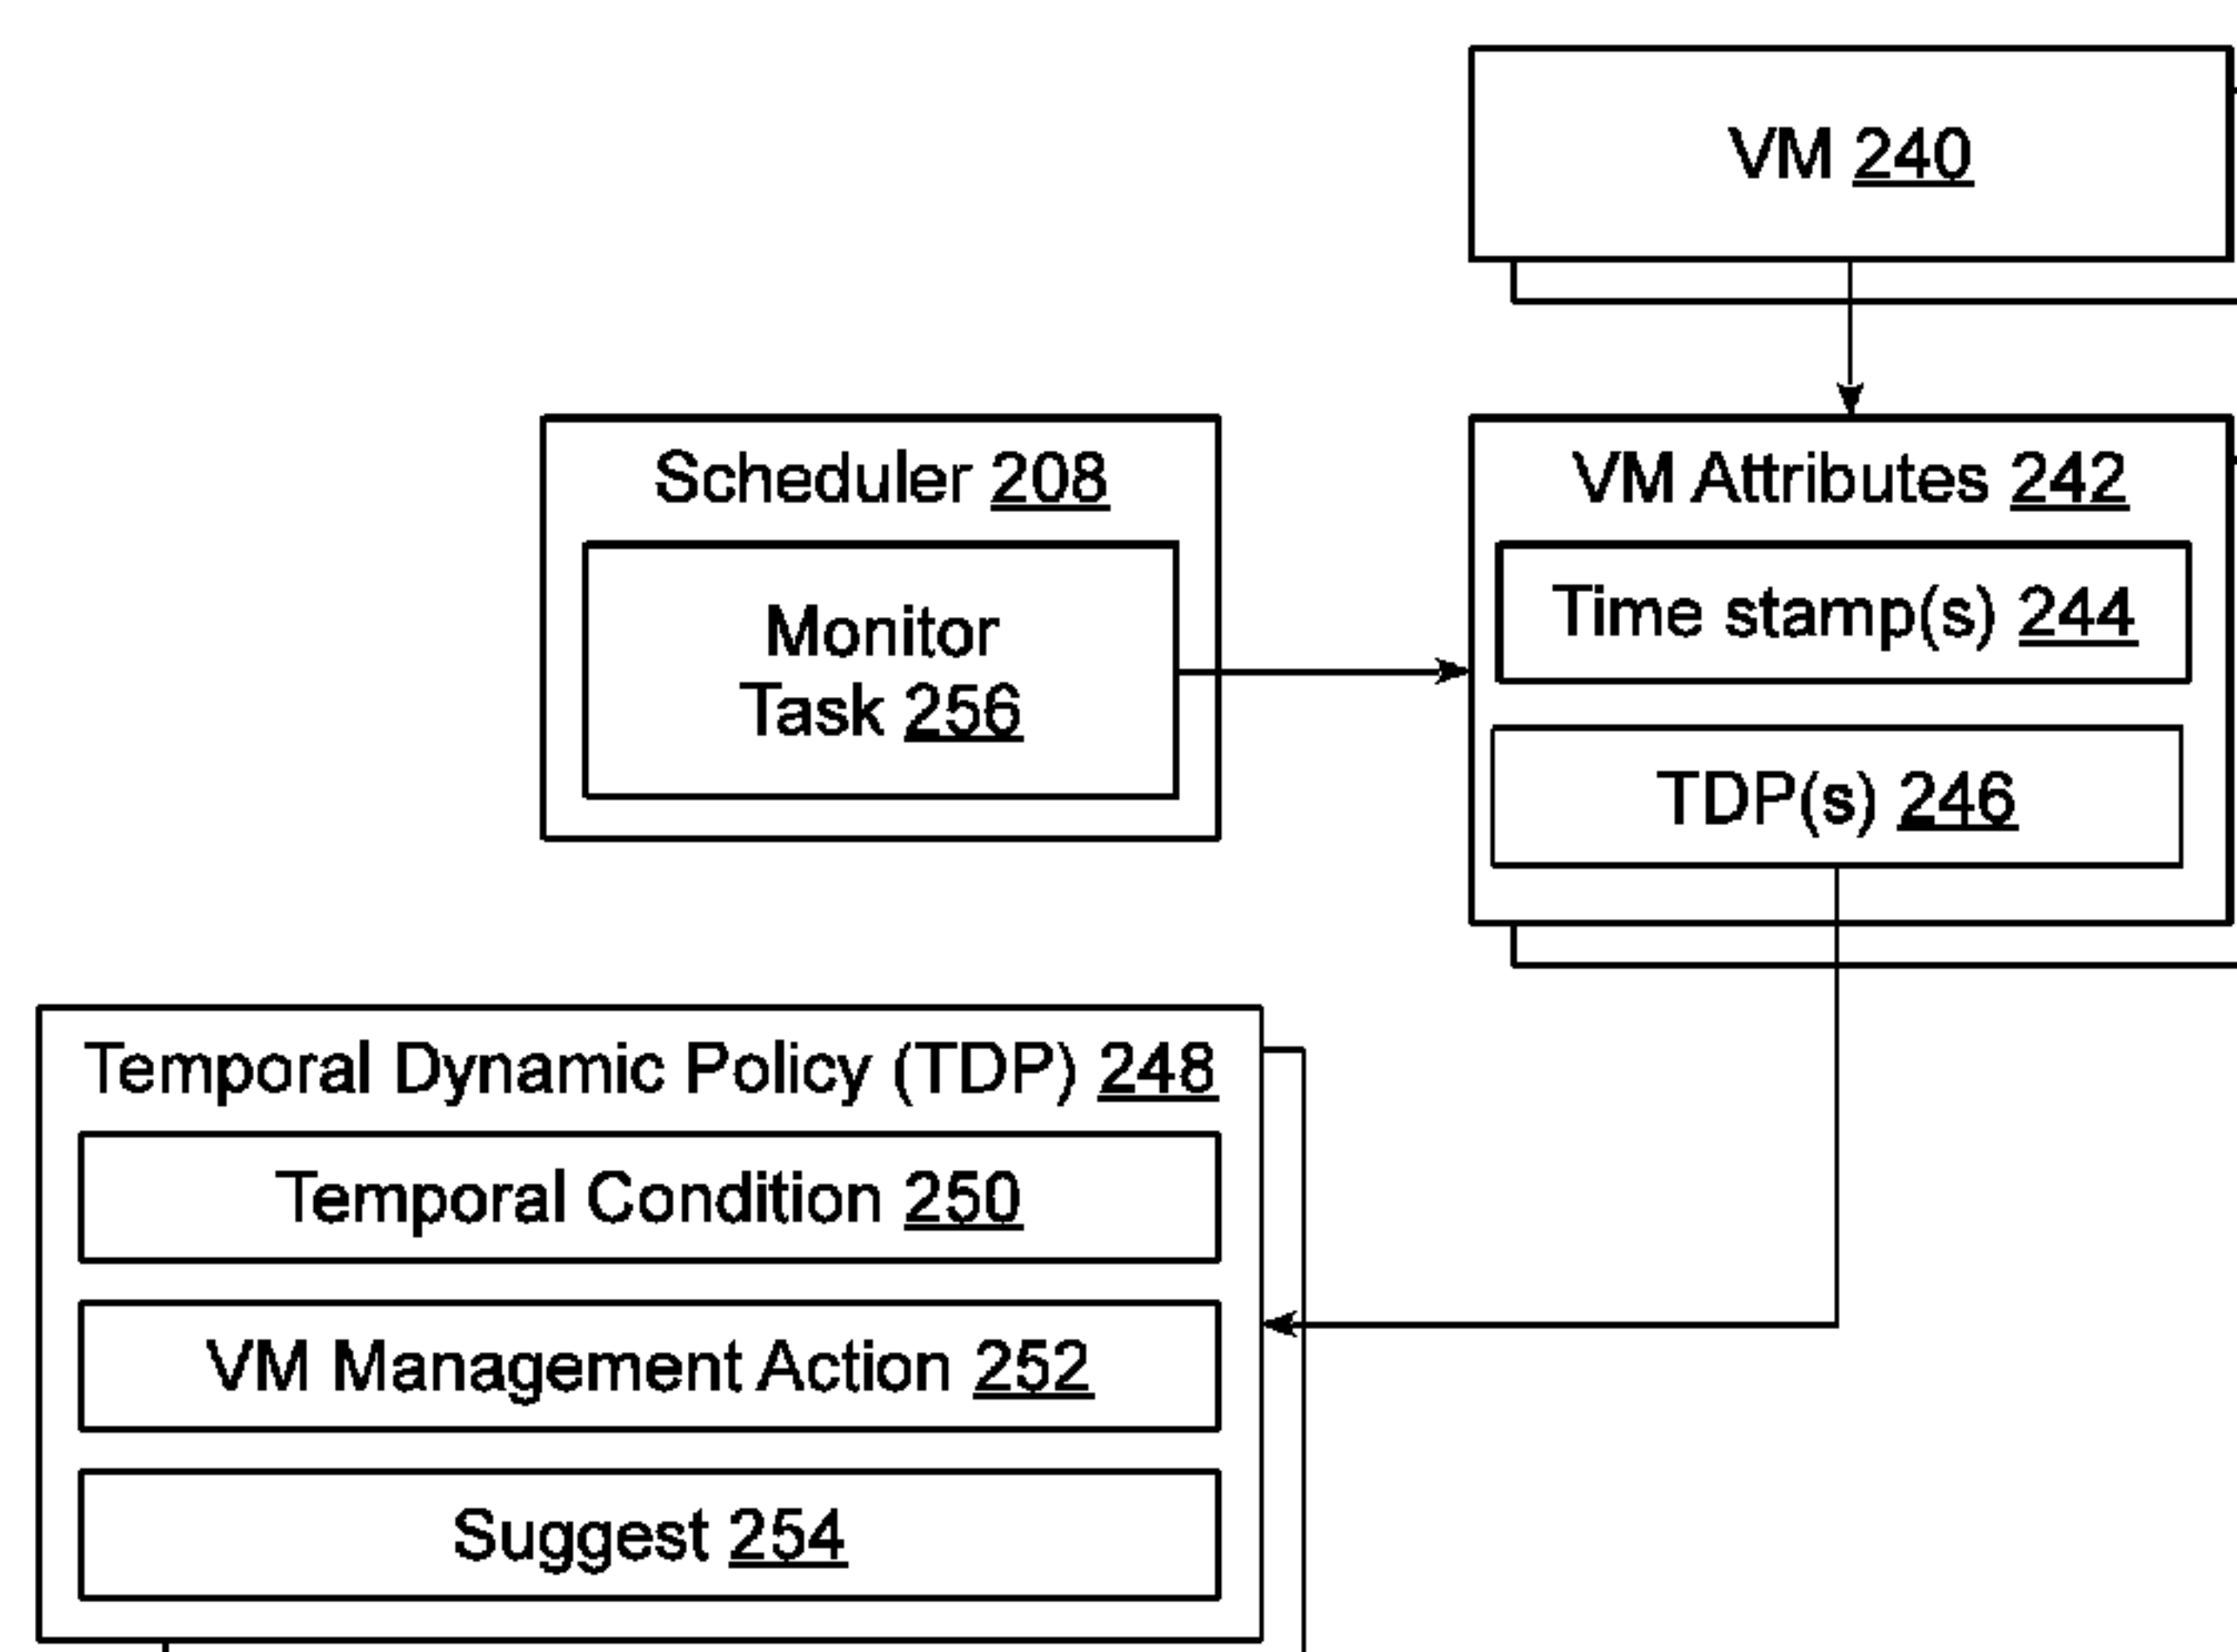 VM 240
Scheduler 208
Monitor
Task 256
VM Attributes 242
Time stamp(s) 244
TDP(s) 246
Temporal Dynamic Policy (TDP) 248
Temporal Condition 250
VM Management Action 252
Suggest 254